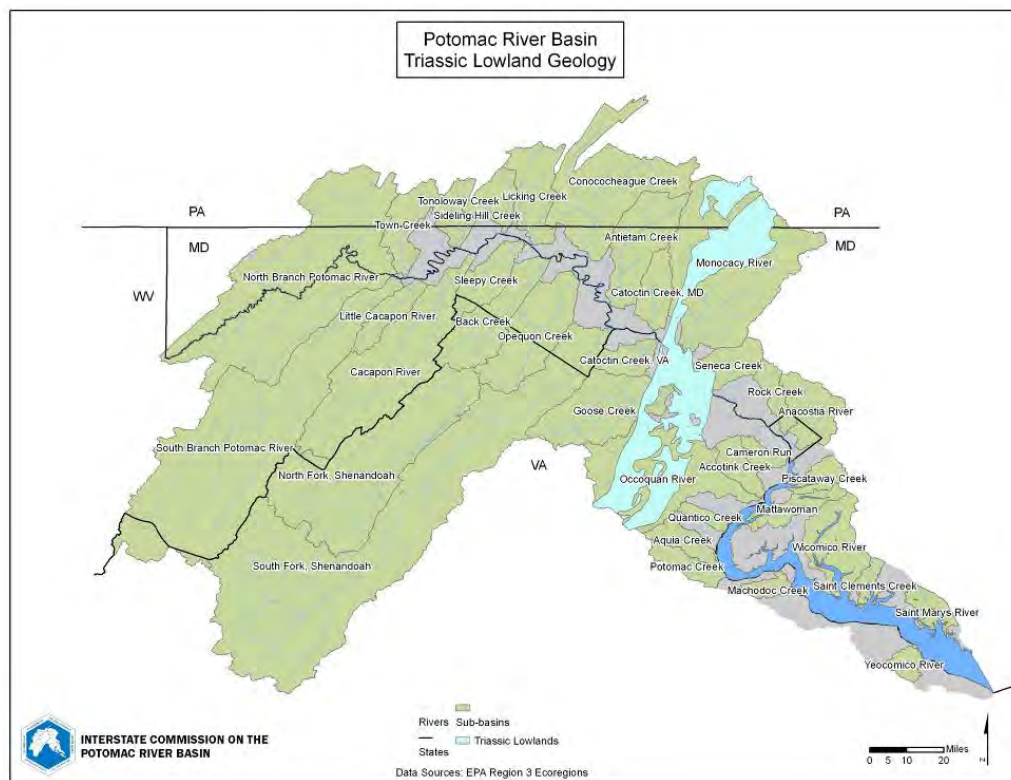 Potomac River Basin
Triassic Lowland Geology
Conococheague Creek
Licking Creek
Tonoloway Creek
Sideling Hill Creek
PA
PA
Town Creek
MD
MD
Antietam Creek
Monocacy River
North Branch Potomac River
Sleepy Creek
WV
Catoctin Creek, MD
Little Cacapon River
Back Creek
Opequon Creek
Catoctin Creek, VA
Seneca Creek
Cacapon River
Rock Creek
Goose Creek
Anacostia River
South Branch Potomac River
Cameron Run
VA
Accotink Creek
North Fork, Shenandoah
Occoquan River
Piscataway Creek
Mattawoman
Quantico Creek
Aquia Creek
Wicomico River
South Fork, Shenandoah
Potomac Creek
Machodoc Creek
Saint Clements Creek
Saint Marys River
Yeocomico River
INTERSTATE COMMISSION ON THE
POTOMAC RIVER BASIN
Rivers
Sub-basins
States
Triassic Lowlands
Data Sources: EPA Region 3 Ecoregions
Miles
0 5 10 20